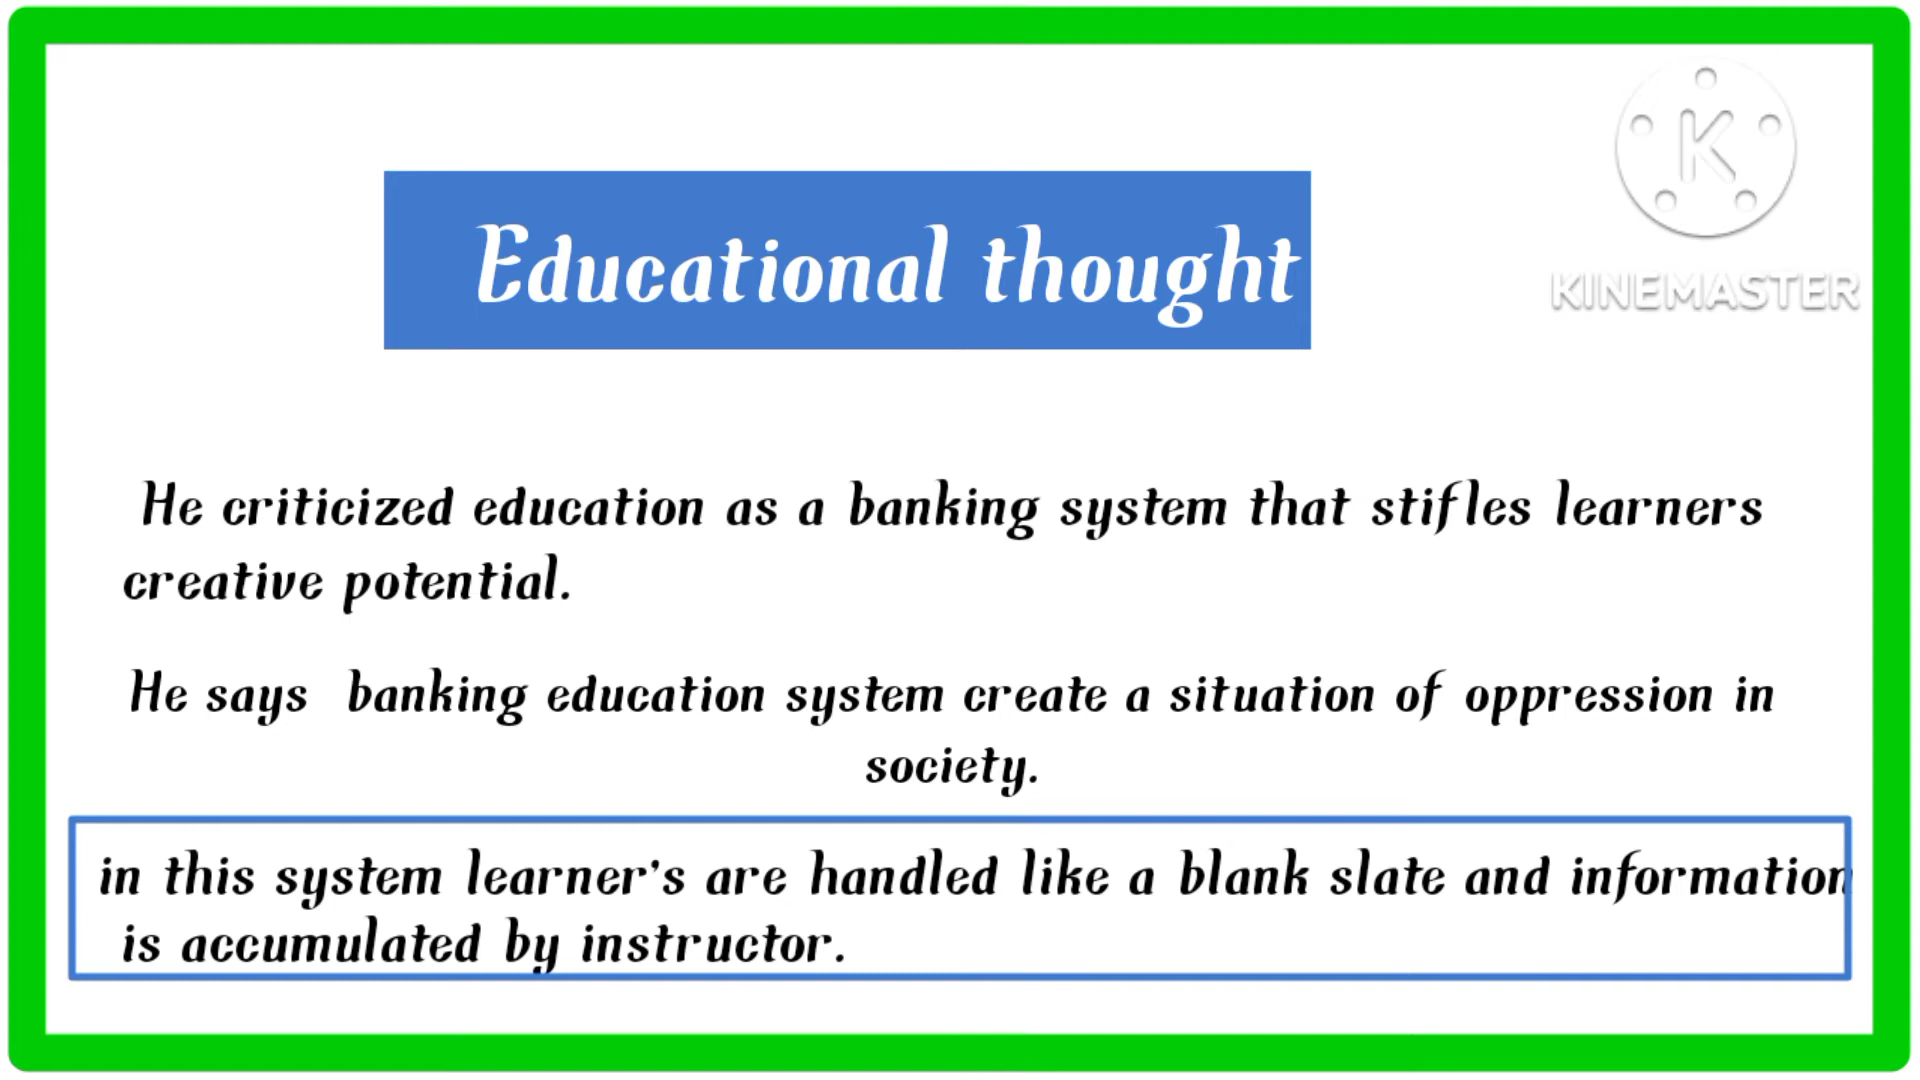 Educational thought
KINEMASTER
He criticized education as a banking system that stifles learners
creative potential.
He says banking education system create a situation of oppression in
society.
in this system learner's are handled like a blank slate and information
is accumulated by instructor.